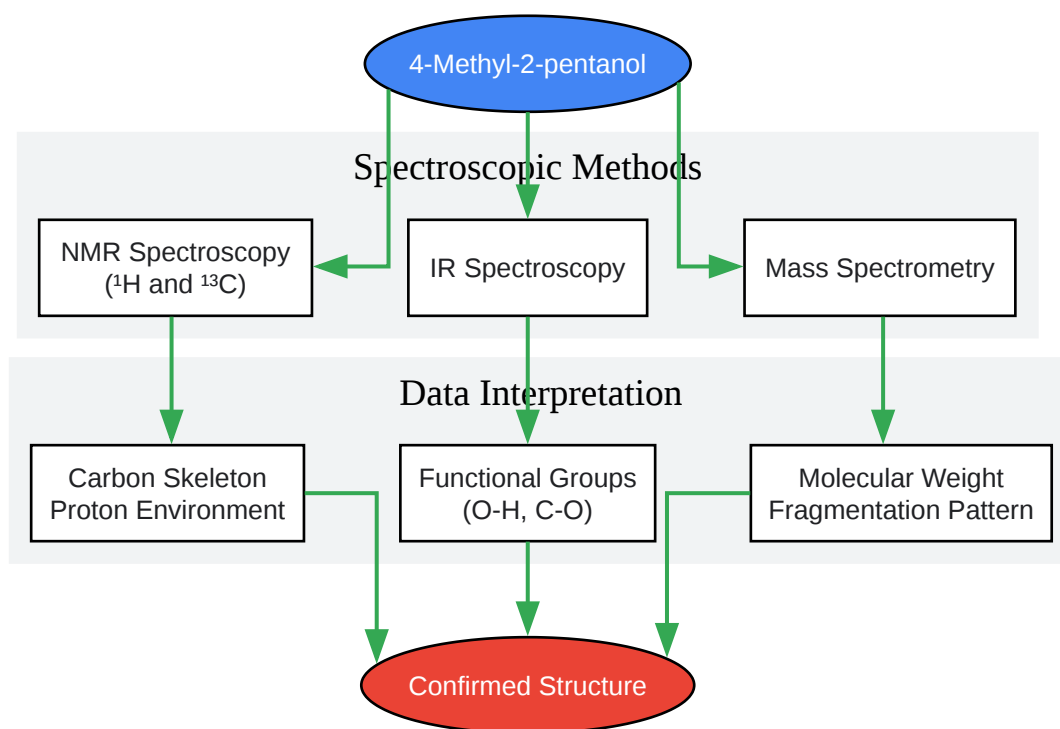 4-Methyl-2-pentanol
Spectroscopic Methods
NMR Spectroscopy
(¹H and ¹³C)
IR Spectroscopy
Mass Spectrometry
Data Interpretation
Carbon Skeleton
Proton Environment
Functional Groups
(O-H, C-O)
Molecular Weight
Fragmentation Pattern
Confirmed Structure